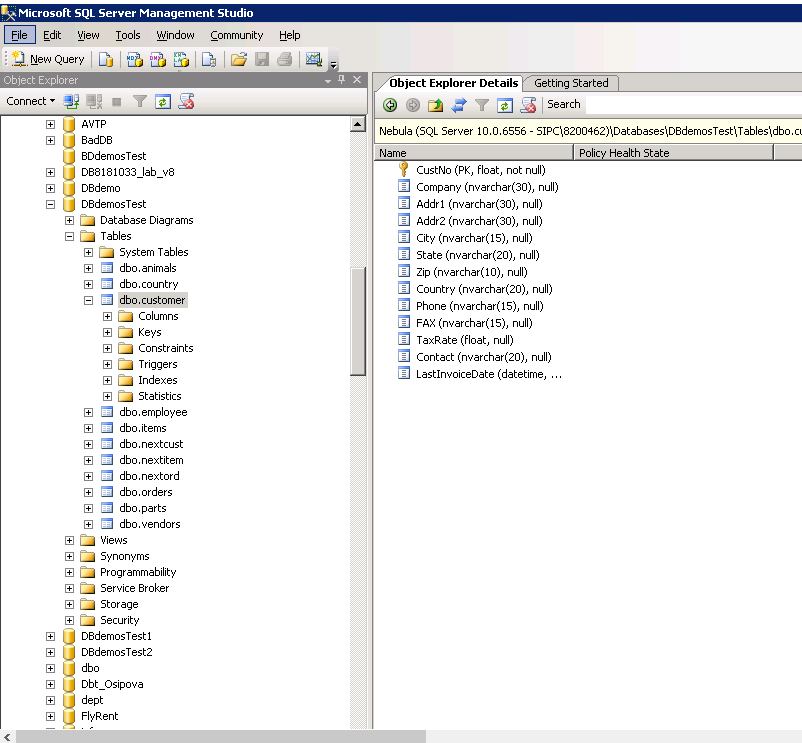 Microsoft SQL Server Management Studio
File Edit View Tools Window Community Help
New Query
Object Explorer
Connect
AVTP
BadDB
BDdemosTest
DB8181033_lab_v8
DBdemo
DBdemosTest
Database Diagrams
Tables
System Tables
dbo.animals
dbo.country
dbo.customer
Columns
Keys
Constraints
Triggers
Indexes
Statistics
dbo.employee
dbo.items
dbo.nextcust
dbo.nextitem
dbo.nextord
dbo.orders
dbo.parts
dbo.vendors
Views
Synonyms
Programmability
Service Broker
Storage
Security
DBdemosTest1
DBdemosTest2
dbo
Dbt_Osipova
dept
FlyRent
Object Explorer Details Getting Started
Search
Nebula (SQL Server 10.0.6556 - SIPC\8200462)\Databases\DBdemosTest\Tables\dbo.cu
Name Policy Health State
CustNo (PK, float, not null)
Company (nvarchar(30), null)
Addr1 (nvarchar(30), null)
Addr2 (nvarchar(30), null)
City (nvarchar(15), null)
State (nvarchar(20), null)
Zip (nvarchar(10), null)
Country (nvarchar(20), null)
Phone (nvarchar(15), null)
FAX (nvarchar(15), null)
TaxRate (float, null)
Contact (nvarchar(20), null)
LastInvoiceDate (datetime, ...